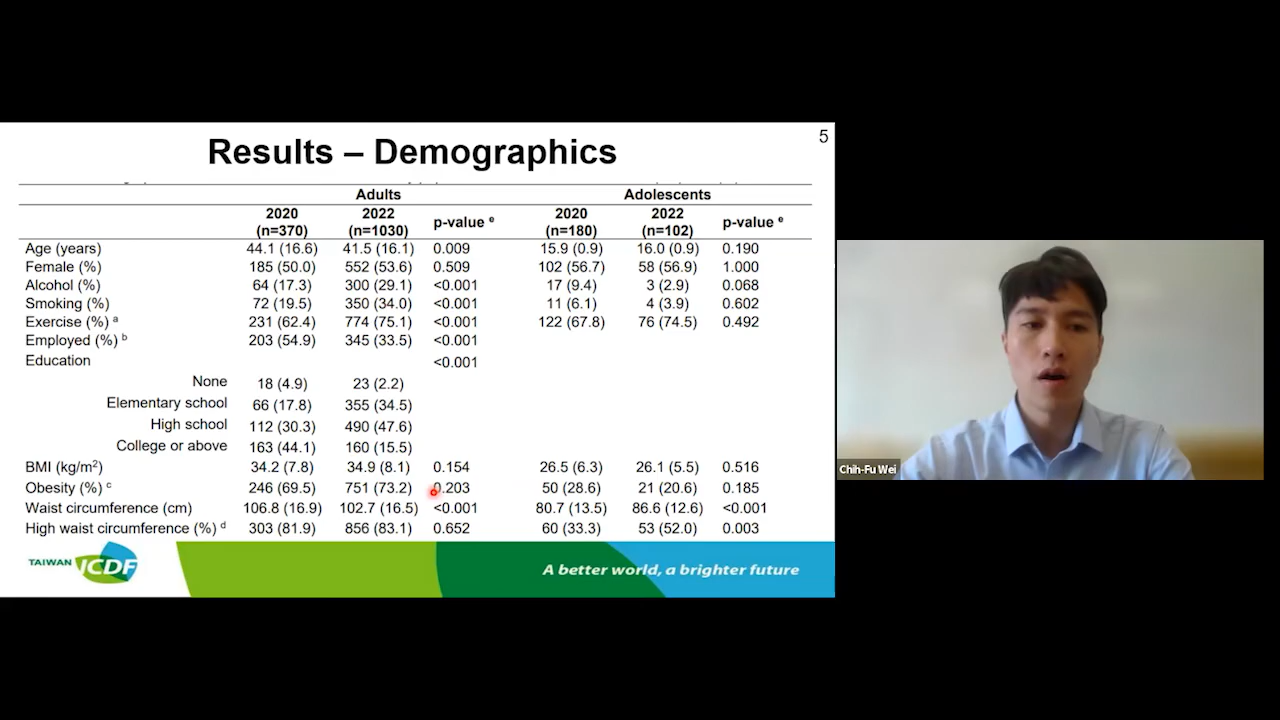 5
Results – Demographics
Adults Adolescents
2020 2022 p-value e 2020 2022 p-value e
(n=370) (n=1030) (n=180) (n=102)
Age (years) 44.1 (16.6) 41.5 (16.1) 0.009 15.9 (0.9) 16.0 (0.9) 0.190
Female (%) 185 (50.0) 552 (53.6) 0.509 102 (56.7) 58 (56.9) 1.000
Alcohol (%) 64 (17.3) 300 (29.1) <0.001 17 (9.4) 3 (2.9) 0.068
Smoking (%) 72 (19.5) 350 (34.0) <0.001 11 (6.1) 4 (3.9) 0.602
Exercise (%) a 231 (62.4) 774 (75.1) <0.001 122 (67.8) 76 (74.5) 0.492
Employed (%) b 203 (54.9) 345 (33.5) <0.001
Education <0.001
None 18 (4.9) 23 (2.2)
Elementary school 66 (17.8) 355 (34.5)
High school 112 (30.3) 490 (47.6)
College or above 163 (44.1) 160 (15.5)
BMI (kg/m2) 34.2 (7.8) 34.9 (8.1) 0.154 26.5 (6.3) 26.1 (5.5) 0.516
Obesity (%) c 246 (69.5) 751 (73.2) 0.203 50 (28.6) 21 (20.6) 0.185
Waist circumference (cm) 106.8 (16.9) 102.7 (16.5) <0.001 80.7 (13.5) 86.6 (12.6) <0.001
High waist circumference (%) d 303 (81.9) 856 (83.1) 0.652 60 (33.3) 53 (52.0) 0.003
TAIWAN ICDF
A better world, a brighter future
Chih-Fu Wei